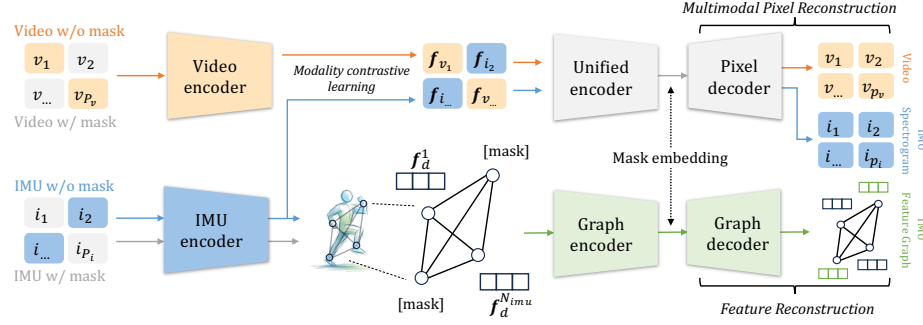 Multimodal Pixel Reconstruction
Video w/o mask
v1 v2
v... vPv
Video w/ mask
Video
encoder
Modality contrastive
learning
fv1 fi2
fi... fv...
Unified
encoder
Pixel
decoder
v1 v2
v... vpv
Video
i1 i2
i... ipi
IMU
Spectrogram
Mask embedding
IMU w/o mask
i1 i2
i... iPi
IMU w/ mask
IMU
encoder
f1d
[mask]
[mask]
fNimud
Graph
encoder
Graph
decoder
IMU
Feature Graph
Feature Reconstruction